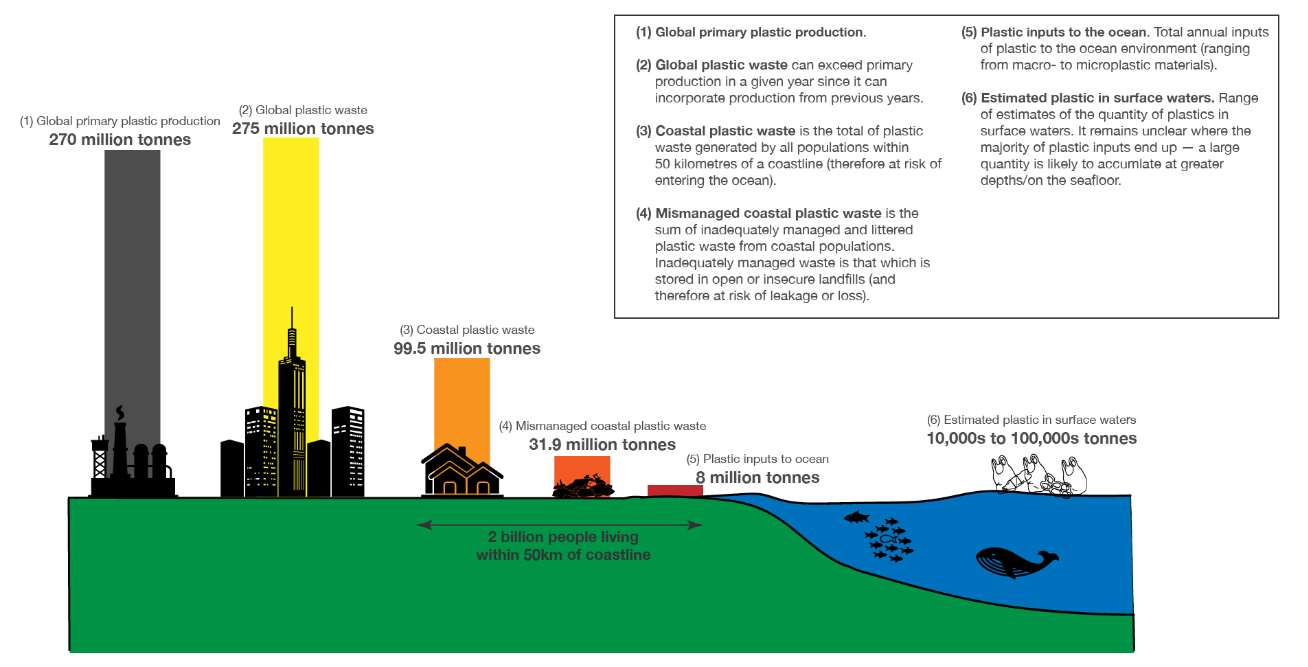 (1) Global primary plastic production.
(2) Global plastic waste can exceed primary
production in a given year since it can
incorporate production from previous years.
(3) Coastal plastic waste is the total of plastic
waste generated by all populations within
50 kilometres of a coastline (therefore at risk of
entering the ocean).
(4) Mismanaged coastal plastic waste is the
sum of inadequately managed and littered
plastic waste from coastal populations.
Inadequately managed waste is that which is
stored in open or insecure landfills (and
therefore at risk of leakage or loss).
(5) Plastic inputs to the ocean. Total annual inputs
of plastic to the ocean environment (ranging
from macro- to microplastic materials).
(6) Estimated plastic in surface waters. Range
of estimates of the quantity of plastics in
surface waters. It remains unclear where the
majority of plastic inputs end up — a large
quantity is likely to accumlate at greater
depths/on the seafloor.
(1) Global primary plastic production
270 million tonnes
(2) Global plastic waste
275 million tonnes
(3) Coastal plastic waste
99.5 million tonnes
(4) Mismanaged coastal plastic waste
31.9 million tonnes
(5) Plastic inputs to ocean
8 million tonnes
(6) Estimated plastic in surface waters
10,000s to 100,000s tonnes
2 billion people living
within 50km of coastline